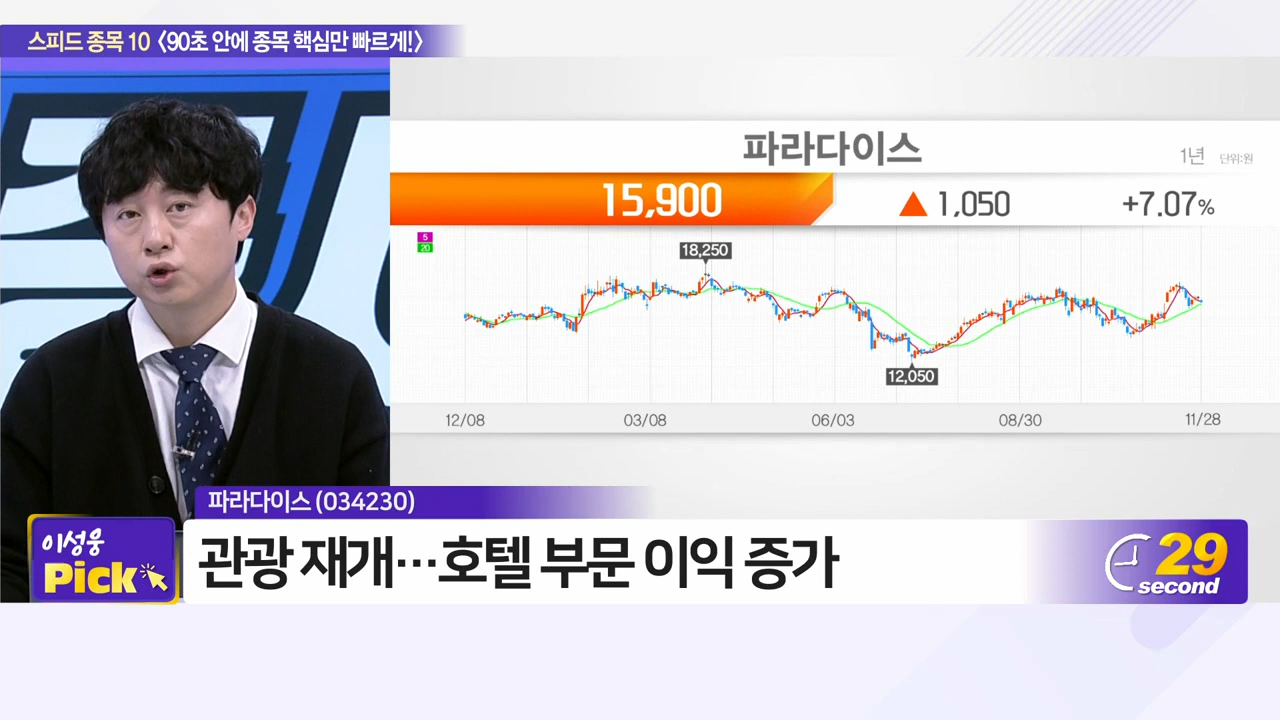 스피드 종목 10 《90초 안에 종목 핵심만 빠르게!》
파라다이스
1년 단위:원
15,900 ▲ 1,050 +7.07%
5
20
18,250
12,050
12/08 03/08 06/03 08/30 11/28
파라다이스 (034230)
이성웅
Pick
관광 재개…호텔 부문 이익 증가
29
second